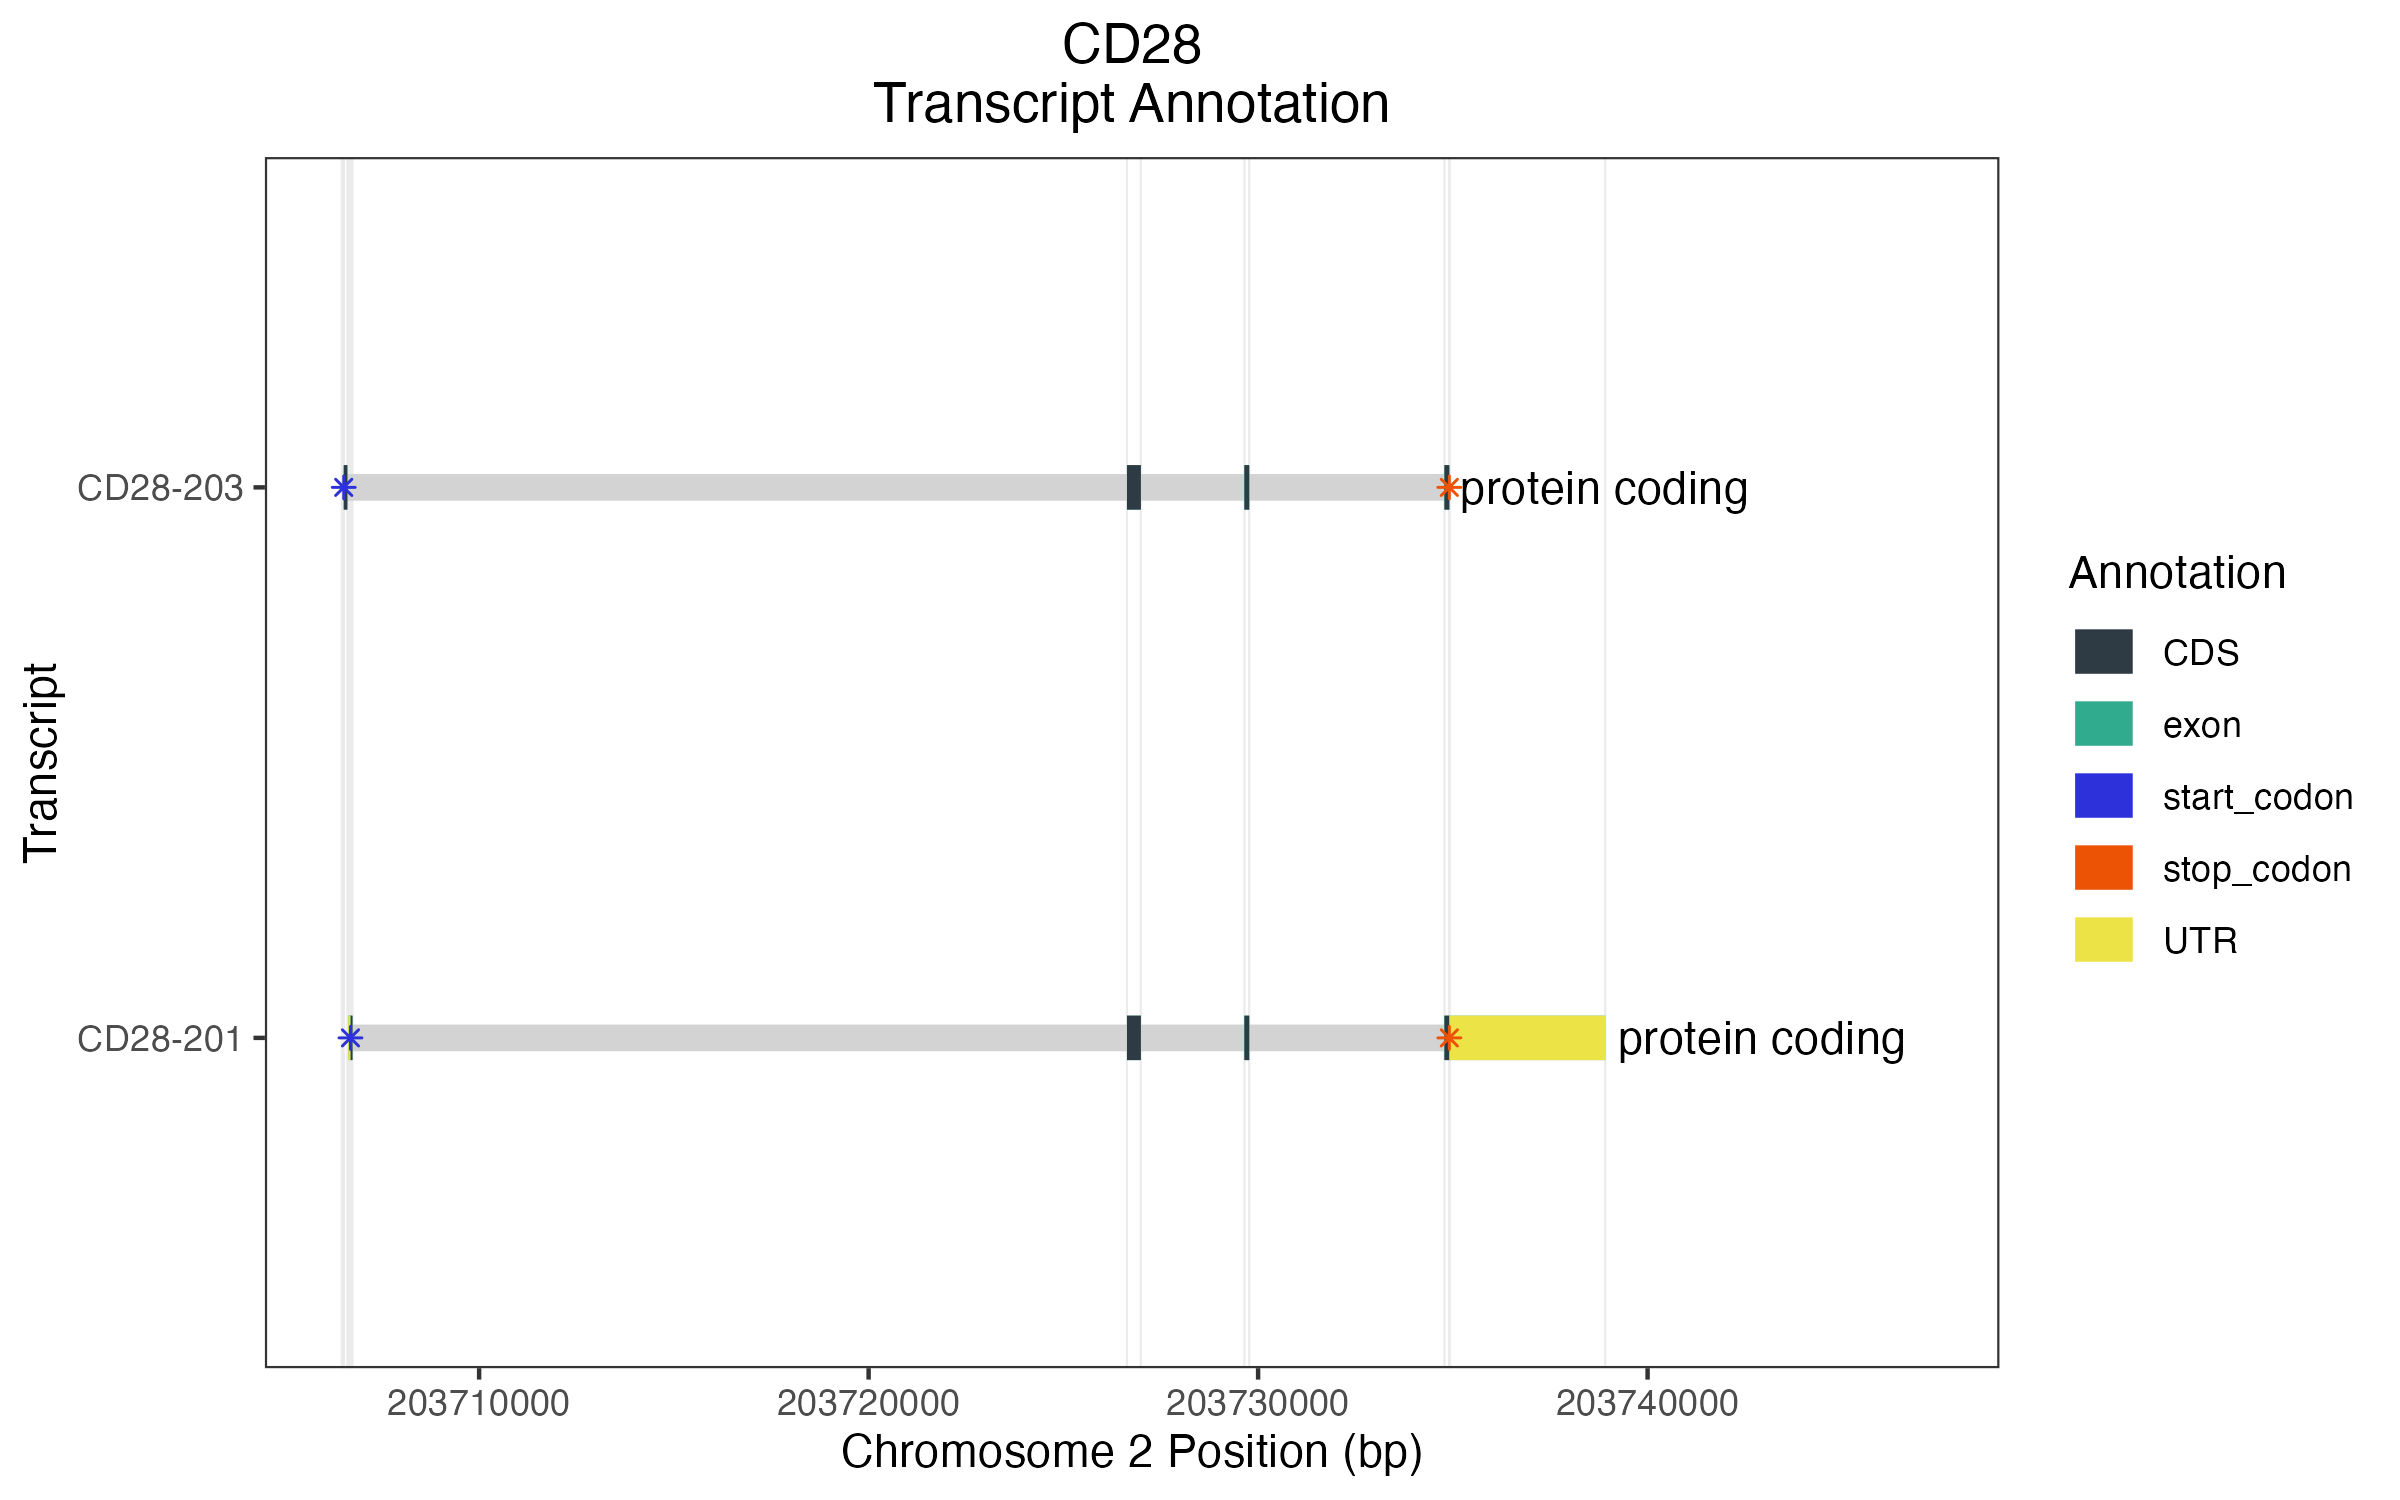 CD28
Transcript Annotation
Transcript
CD28-203
protein coding
CD28-201
protein coding
203710000
203720000
203730000
203740000
Chromosome 2 Position (bp)
Annotation
CDS
exon
start_codon
stop_codon
UTR